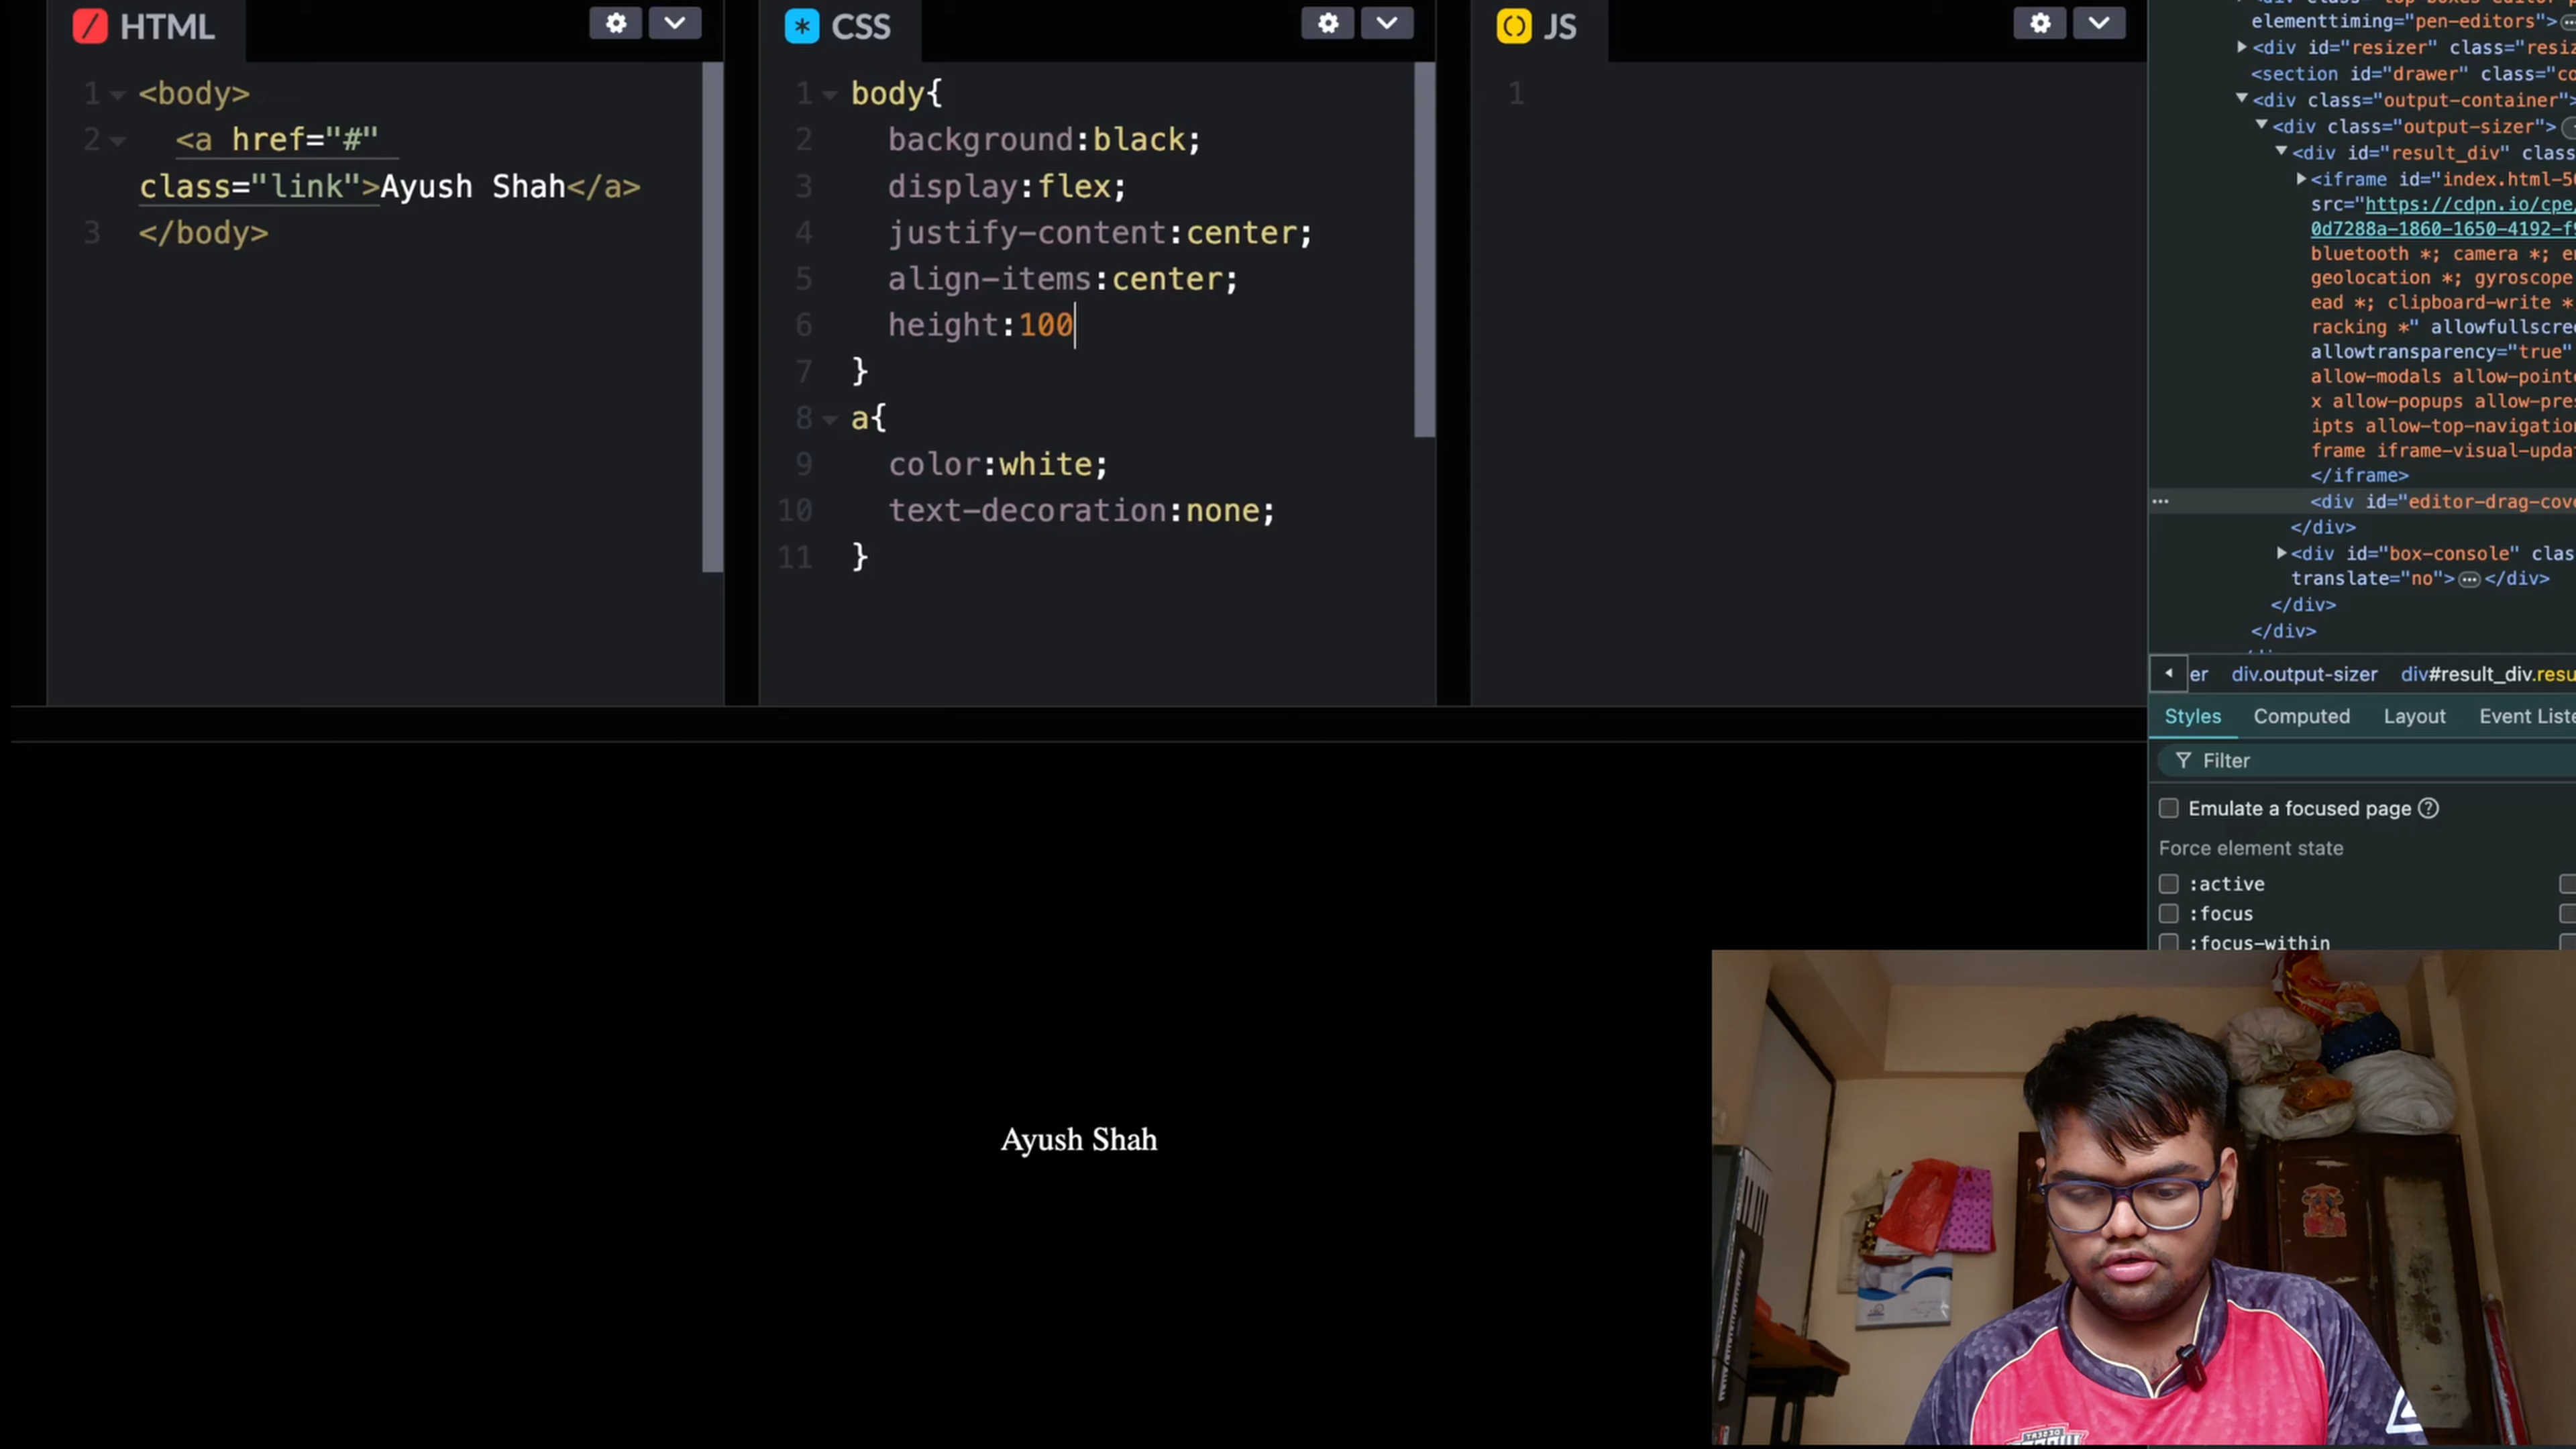 HTML
1 <body>
2 <a href="#"
class="link">Ayush Shah</a>
3 </body>
CSS
1 body{
2 background:black;
3 display:flex;
4 justify-content:center;
5 align-items:center;
6 height:100
7 }
8 a{
9 color:white;
10 text-decoration:none;
11 }
JS
1
elementtiming="pen-editors">
<div id="resizer" class="resiz
<section id="drawer" class="co
<div class="output-container"
<div class="output-sizer">
<div id="result_div" class
<iframe id="index.html-5
src="https://cdpn.io/cpe/
0d7288a-1860-1650-4192-f
bluetooth *; camera *; en
geolocation *; gyroscope
ead *; clipboard-write *
racking *" allowfullscre
allowtransparency="true"
allow-modals allow-point
x allow-popups allow-pre
ipts allow-top-navigation
frame iframe-visual-upda
</iframe>
<div id="editor-drag-cov
</div>
<div id="box-console" clas
translate="no">⋯</div>
</div>
</div>
er div.output-sizer div#result_div.resu
Styles Computed Layout Event Liste
Filter
Emulate a focused page
Force element state
:active
:focus
:focus-within
Ayush Shah
DESERT